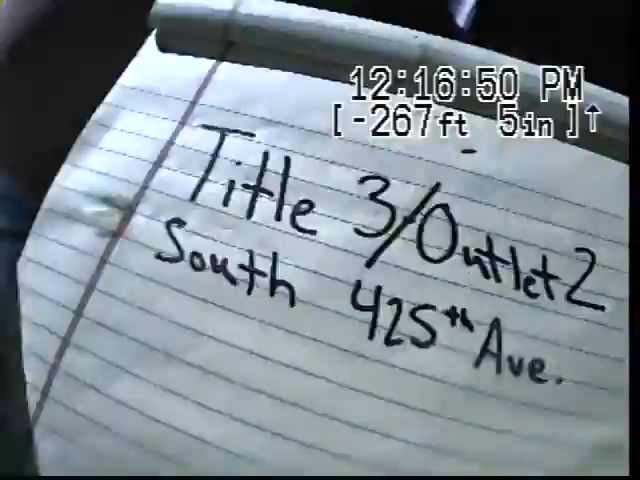 12:16:50 PM
[-267ft 5in]↑
Title 3/Outlet 2
South 425th Ave.